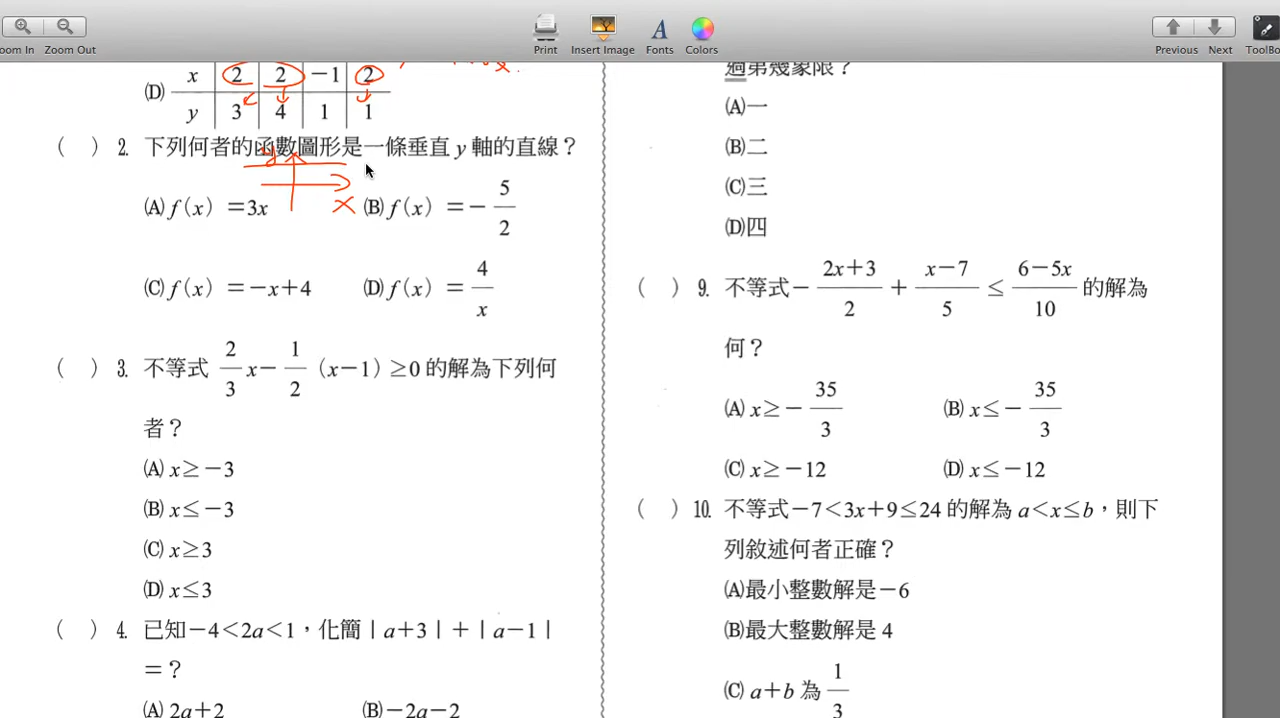 oom In Zoom Out Print Insert Image Fonts Colors Previous Next ToolBo
(D) x 2 2 −1 2
y 3 4 1 1
( ) 2. 下列何者的函數圖形是一條垂直 y 軸的直線？
y
x
(A) f(x) =3x (B) f(x) =−5/2
(C) f(x) =−x+4 (D) f(x) =4/x
( ) 3. 不等式 2/3 x−1/2 (x−1) ≥0 的解為下列何
者？
(A) x≥−3
(B) x≤−3
(C) x≥3
(D) x≤3
( ) 4. 已知−4<2a<1，化簡｜a+3｜+｜a−1｜
=？
(A) 2a+2 (B)−2a−2
過第幾象限？
(A)一
(B)二
(C)三
(D)四
( ) 9. 不等式−(2x+3)/2 + (x−7)/5 ≤ (6−5x)/10 的解為
何？
(A) x≥−35/3 (B) x≤−35/3
(C) x≥−12 (D) x≤−12
( ) 10. 不等式−7<3x+9≤24 的解為 a<x≤b，則下
列敘述何者正確？
(A)最小整數解是−6
(B)最大整數解是 4
(C) a+b 為 1/3